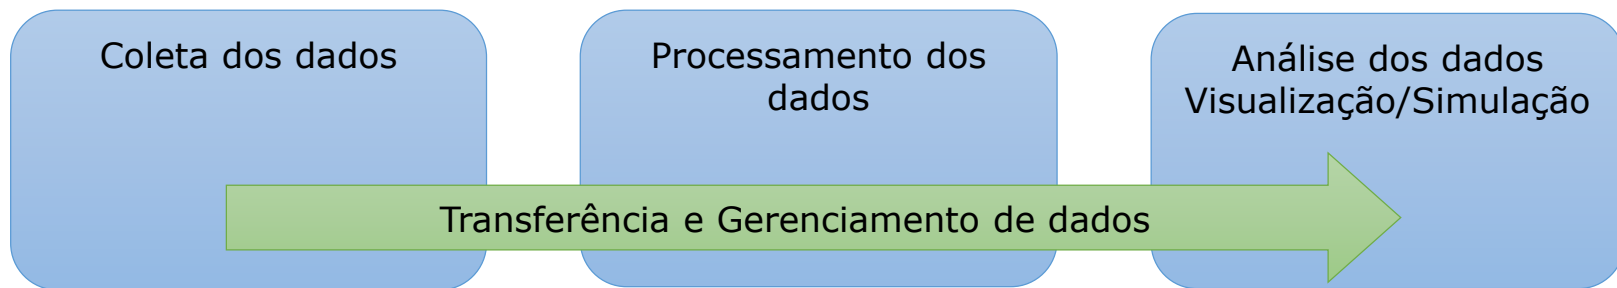 Coleta dos dados
Processamento dos
dados
Análise dos dados
Visualização/Simulação
Transferência e Gerenciamento de dados